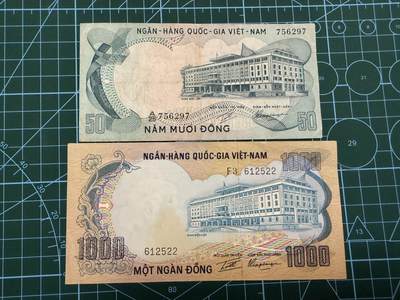 NGÂN-HÀNG QUỐC-GIA VIỆT-NAM
756297
756297
50
50
NĂM MƯƠI ĐỒNG
NGÂN-HÀNG QUỐC-GIA VIỆT-NAM
1000
F3 612522
612522
1000
1000
MỘT NGÀN ĐỒNG